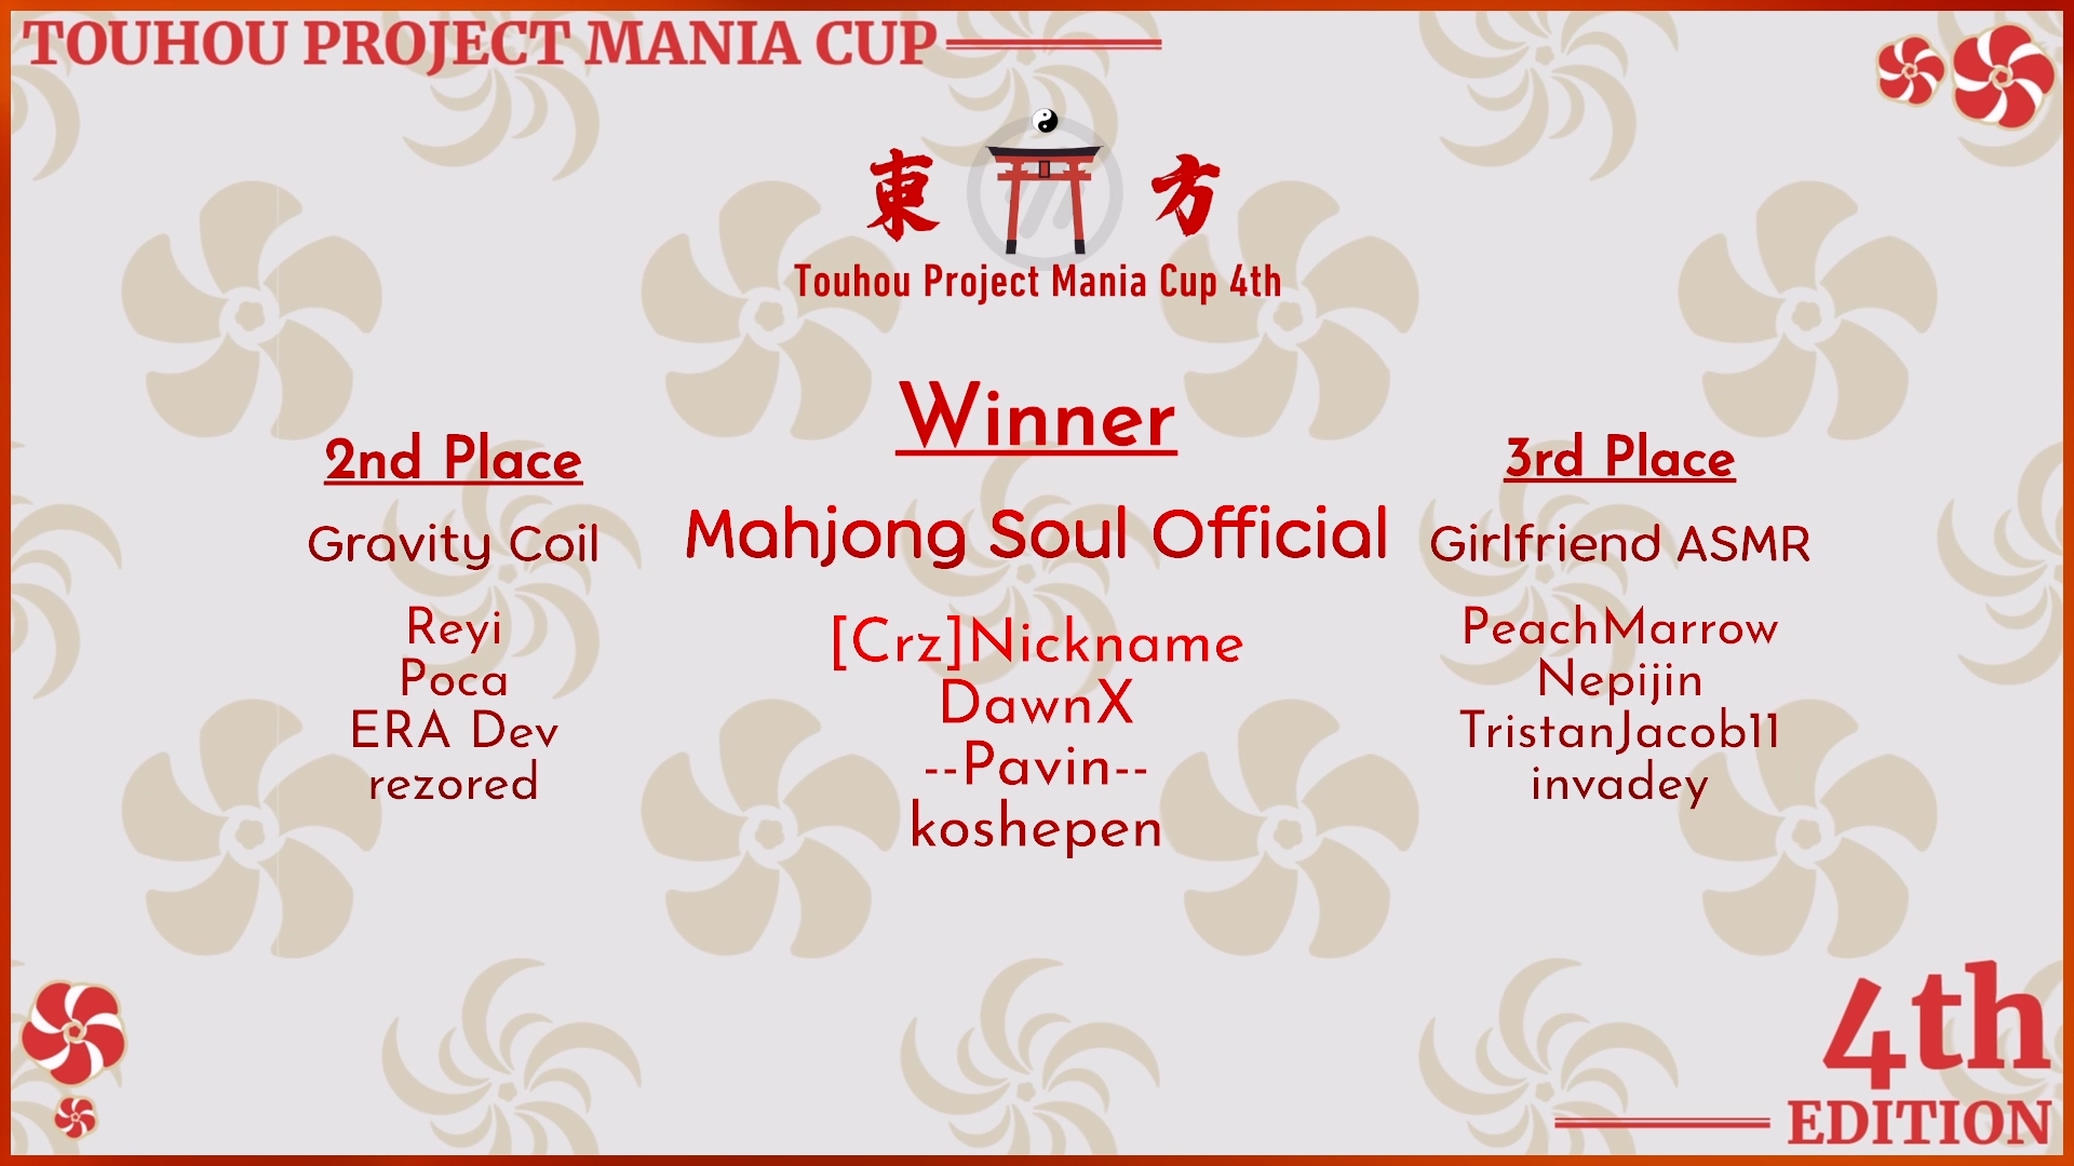 TOUHOU PROJECT MANIA CUP
東 方
Touhou Project Mania Cup 4th
Winner
Mahjong Soul Official
[Crz]Nickname
DawnX
--Pavin--
koshepen
2nd Place
Gravity Coil
Reyi
Poca
ERA Dev
rezored
3rd Place
Girlfriend ASMR
PeachMarrow
Nepijin
TristanJacob11
invadey
4th
EDITION